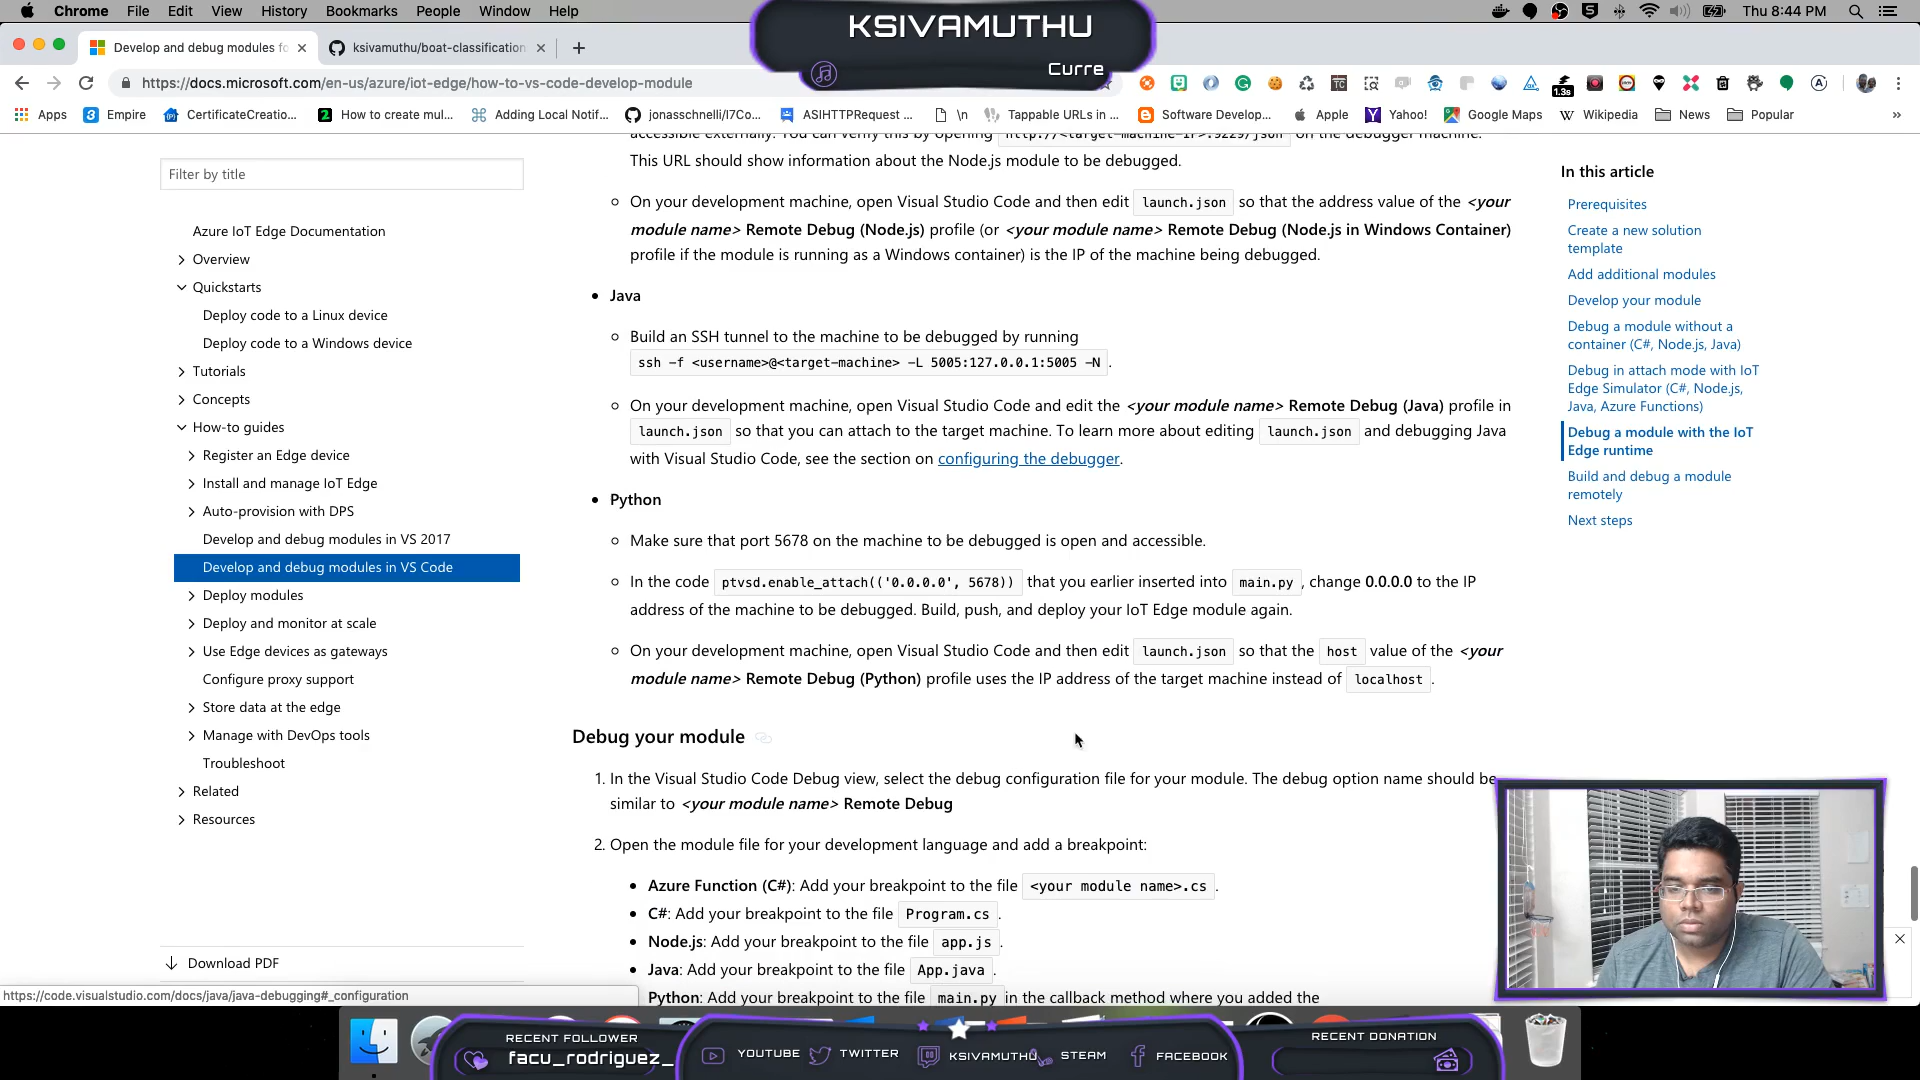 Chrome File Edit View History Bookmarks People Window Help
Thu 8:44 PM
KSIVAMUTHU
Curre
Develop and debug modules fo
ksivamuthu/boat-classification
https://docs.microsoft.com/en-us/azure/iot-edge/how-to-vs-code-develop-module
1.3s
Apps Empire CertificateCreatio... How to create mul... Adding Local Notif... jonasschnelli/I7Co... ASIHTTPRequest ... \n Tappable URLs in ... Software Develop... Apple Yahoo! Google Maps Wikipedia News Popular »
Filter by title
Azure IoT Edge Documentation
Overview
Quickstarts
Deploy code to a Linux device
Deploy code to a Windows device
Tutorials
Concepts
How-to guides
Register an Edge device
Install and manage IoT Edge
Auto-provision with DPS
Develop and debug modules in VS 2017
Develop and debug modules in VS Code
Deploy modules
Deploy and monitor at scale
Use Edge devices as gateways
Configure proxy support
Store data at the edge
Manage with DevOps tools
Troubleshoot
Related
Resources
Download PDF
https://code.visualstudio.com/docs/java/java-debugging#_configuration
accessible externally. You can verify this by opening http://<target-machine-IP>:9229/json on the debugger machine.
This URL should show information about the Node.js module to be debugged.
On your development machine, open Visual Studio Code and then edit launch.json so that the address value of the <your
module name> Remote Debug (Node.js) profile (or <your module name> Remote Debug (Node.js in Windows Container)
profile if the module is running as a Windows container) is the IP of the machine being debugged.
• Java
Build an SSH tunnel to the machine to be debugged by running
ssh -f <username>@<target-machine> -L 5005:127.0.0.1:5005 -N .
On your development machine, open Visual Studio Code and edit the <your module name> Remote Debug (Java) profile in
launch.json so that you can attach to the target machine. To learn more about editing launch.json and debugging Java
with Visual Studio Code, see the section on configuring the debugger.
• Python
Make sure that port 5678 on the machine to be debugged is open and accessible.
In the code ptvsd.enable_attach(('0.0.0.0', 5678)) that you earlier inserted into main.py, change 0.0.0.0 to the IP
address of the machine to be debugged. Build, push, and deploy your IoT Edge module again.
On your development machine, open Visual Studio Code and then edit launch.json so that the host value of the <your
module name> Remote Debug (Python) profile uses the IP address of the target machine instead of localhost .
Debug your module
1. In the Visual Studio Code Debug view, select the debug configuration file for your module. The debug option name should be
similar to <your module name> Remote Debug
2. Open the module file for your development language and add a breakpoint:
• Azure Function (C#): Add your breakpoint to the file <your module name>.cs .
• C#: Add your breakpoint to the file Program.cs .
• Node.js: Add your breakpoint to the file app.js .
• Java: Add your breakpoint to the file App.java .
Python: Add your breakpoint to the file main.py in the callback method where you added the
In this article
Prerequisites
Create a new solution
template
Add additional modules
Develop your module
Debug a module without a
container (C#, Node.js, Java)
Debug in attach mode with IoT
Edge Simulator (C#, Node.js,
Java, Azure Functions)
Debug a module with the IoT
Edge runtime
Build and debug a module
remotely
Next steps
RECENT FOLLOWER
facu_rodriguez_
YOUTUBE TWITTER KSIVAMUTHU STEAM FACEBOOK
RECENT DONATION